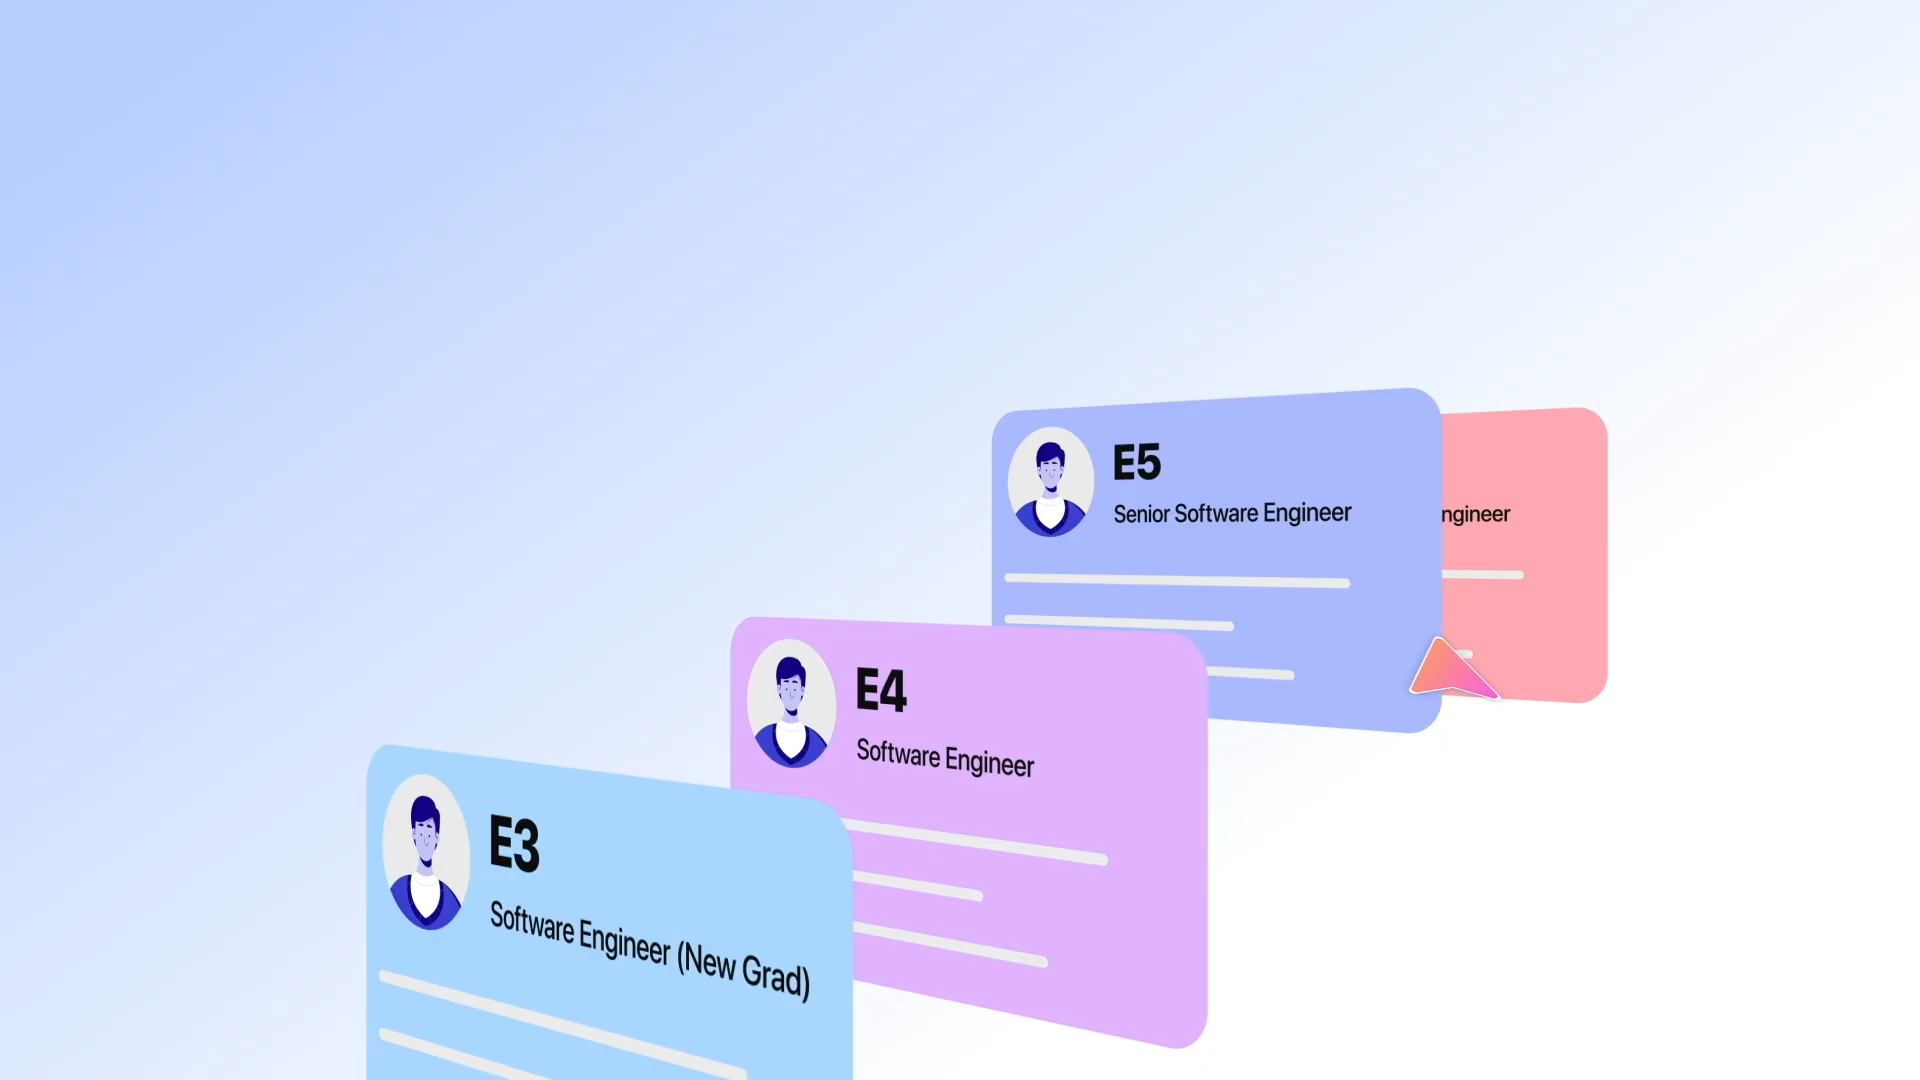 E5
Senior Software Engineer
ngineer
E4
Software Engineer
E3
Software Engineer (New Grad)